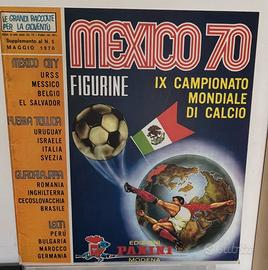 LE GRANDI RACCOLTE
PER LA GIOVENTÙ
Supplemento al N. 5
MAGGIO 1970
MEXICO 70
FIGURINE
IX CAMPIONATO
MONDIALE
DI CALCIO
MEXICO CITY
URSS
MESSICO
BELGIO
EL SALVADOR
PUEBLA TOLUCA
URUGUAY
ISRAELE
ITALIA
SVEZIA
GUADALAJARA
ROMANIA
INGHILTERRA
CECOSLOVACCHIA
BRASILE
LEON
PERÙ
BULGARIA
MAROCCO
GERMANIA
EDIZIONI
PANINI
MODENA